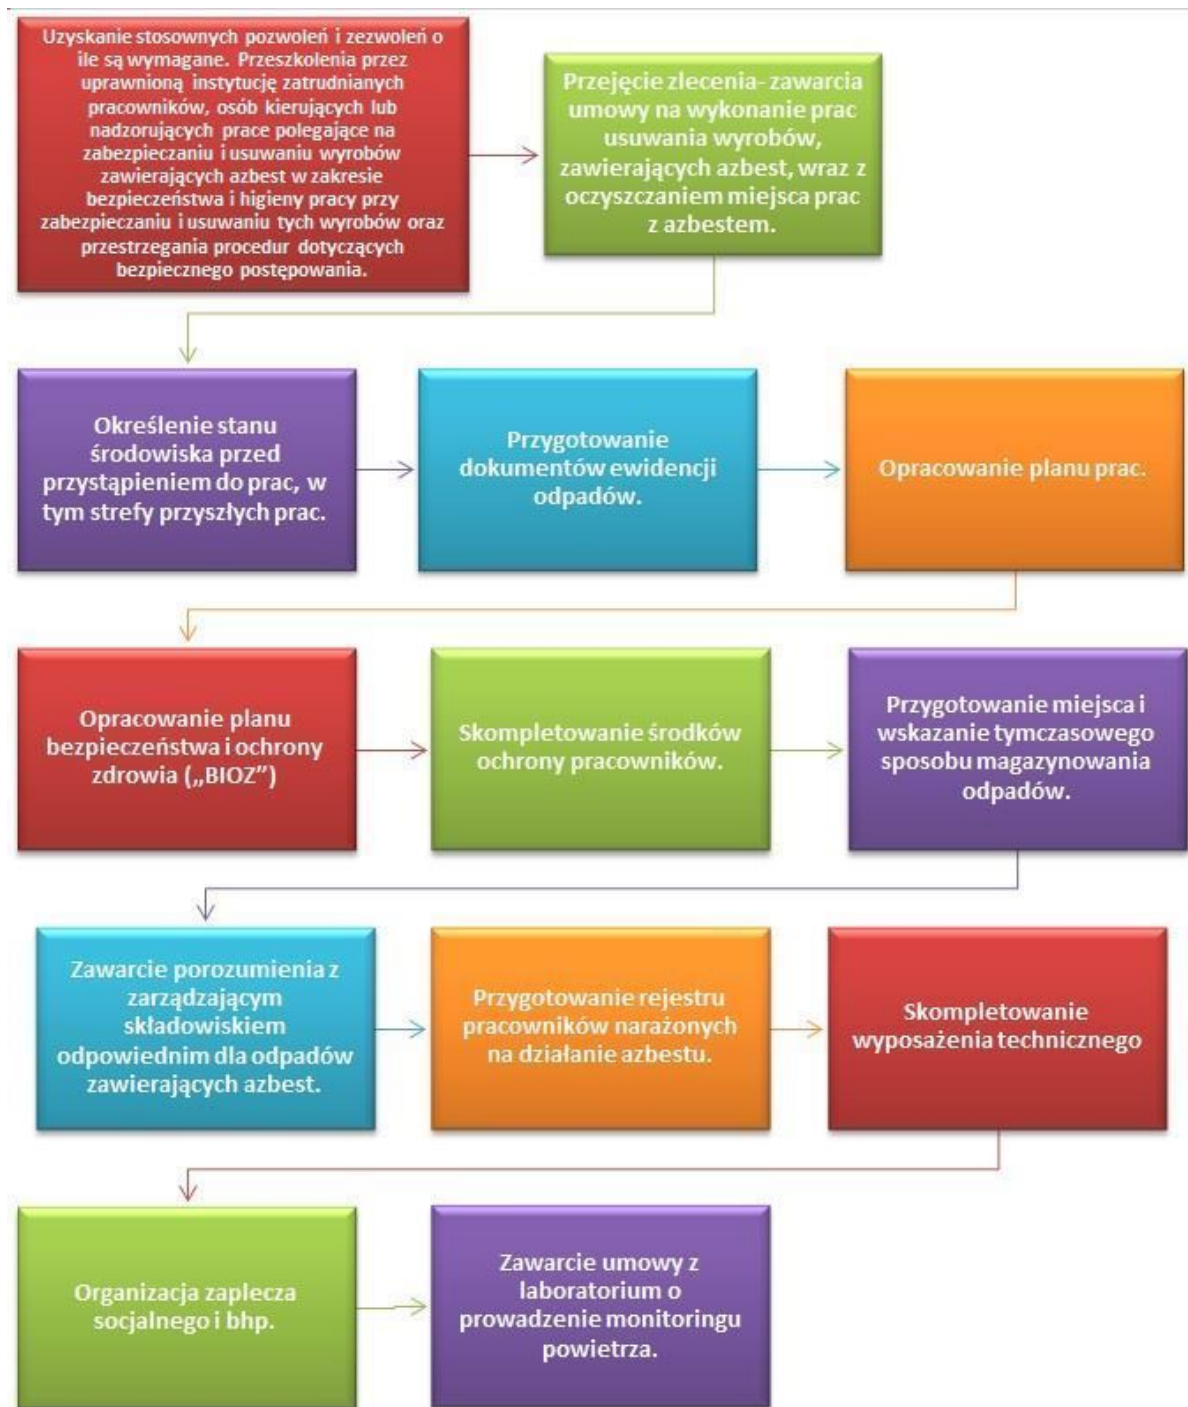 Uzyskanie stosownych pozwoleń i zezwoleń o
ile są wymagane. Przeszkolenia przez
uprawnioną instytucję zatrudnianych
pracowników, osób kierujących lub
nadzorujących prace polegające na
zabezpieczaniu i usuwaniu wyrobów
zawierających azbest w zakresie
bezpieczeństwa i higieny pracy przy
zabezpieczaniu i usuwaniu tych wyrobów oraz
przestrzegania procedur dotyczących
bezpiecznego postępowania.
Przejęcie zlecenia- zawarcia
umowy na wykonanie prac
usuwania wyrobów,
zawierających azbest, wraz z
oczyszczaniem miejsca prac
z azbestem.
Określenie stanu
środowiska przed
przystąpieniem do prac, w
tym strefy przyszłych prac.
Przygotowanie
dokumentów ewidencji
odpadów.
Opracowanie planu prac.
Opracowanie planu
bezpieczeństwa i ochrony
zdrowia („BIOZ”)
Skompletowanie środków
ochrony pracowników.
Przygotowanie miejsca i
wskazanie tymczasowego
sposobu magazynowania
odpadów.
Zawarcie porozumienia z
zarządzającym
składowiskiem
odpowiednim dla odpadów
zawierających azbest.
Przygotowanie rejestru
pracowników narażonych
na działanie azbestu.
Skompletowanie
wyposażenia technicznego
Organizacja zaplecza
socjalnego i bhp.
Zawarcie umowy z
laboratorium o
prowadzenie monitoringu
powietrza.